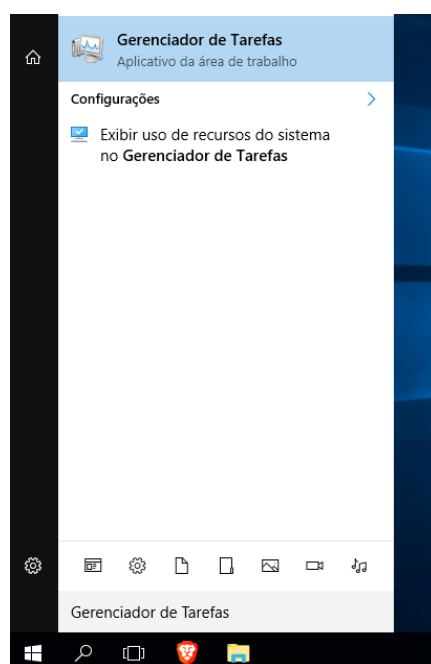 Gerenciador de Tarefas
Aplicativo da área de trabalho
Configurações
Exibir uso de recursos do sistema
no Gerenciador de Tarefas
Gerenciador de Tarefas